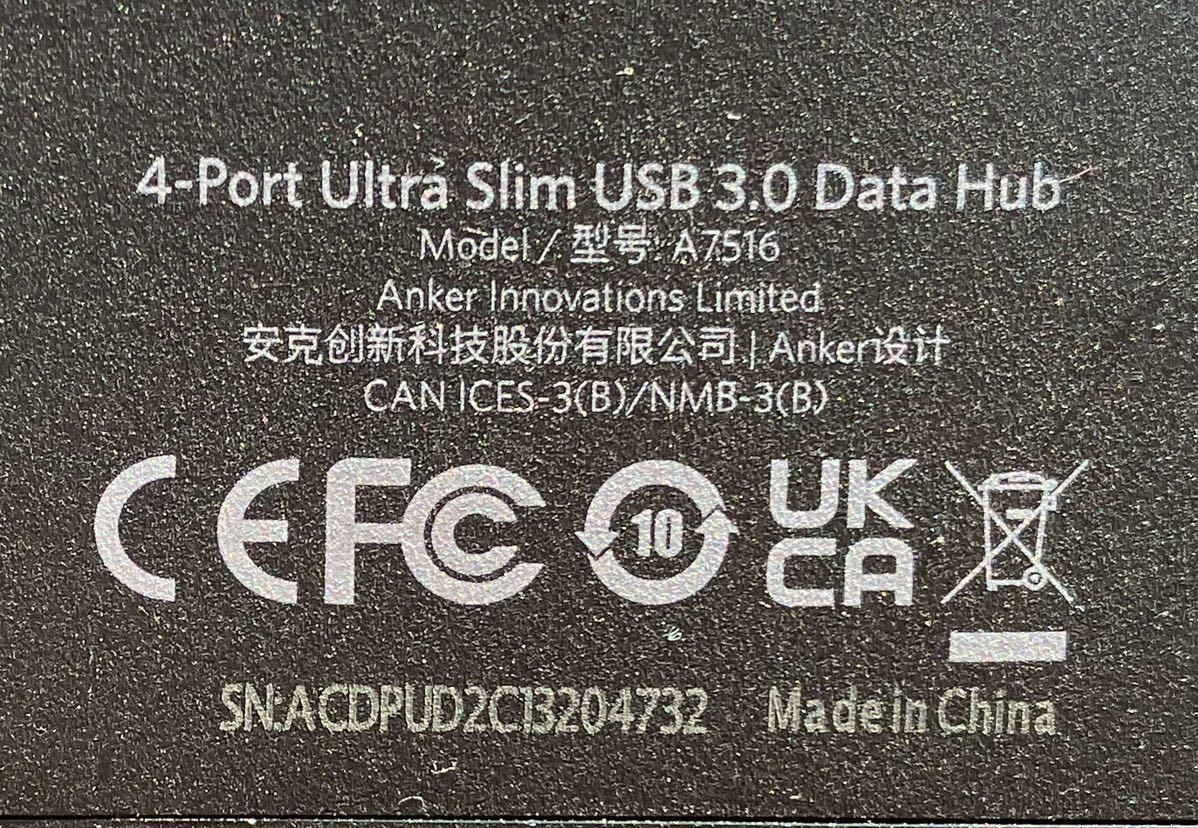 4-Port Ultra Slim USB 3.0 Data Hub
Model / 型号: A7516
Anker Innovations Limited
安克创新科技股份有限公司 | Anker设计
CAN ICES-3(B)/NMB-3(B)
CE FC 10 UK
CA
SN:ACDPUD2C13204732 Made in China